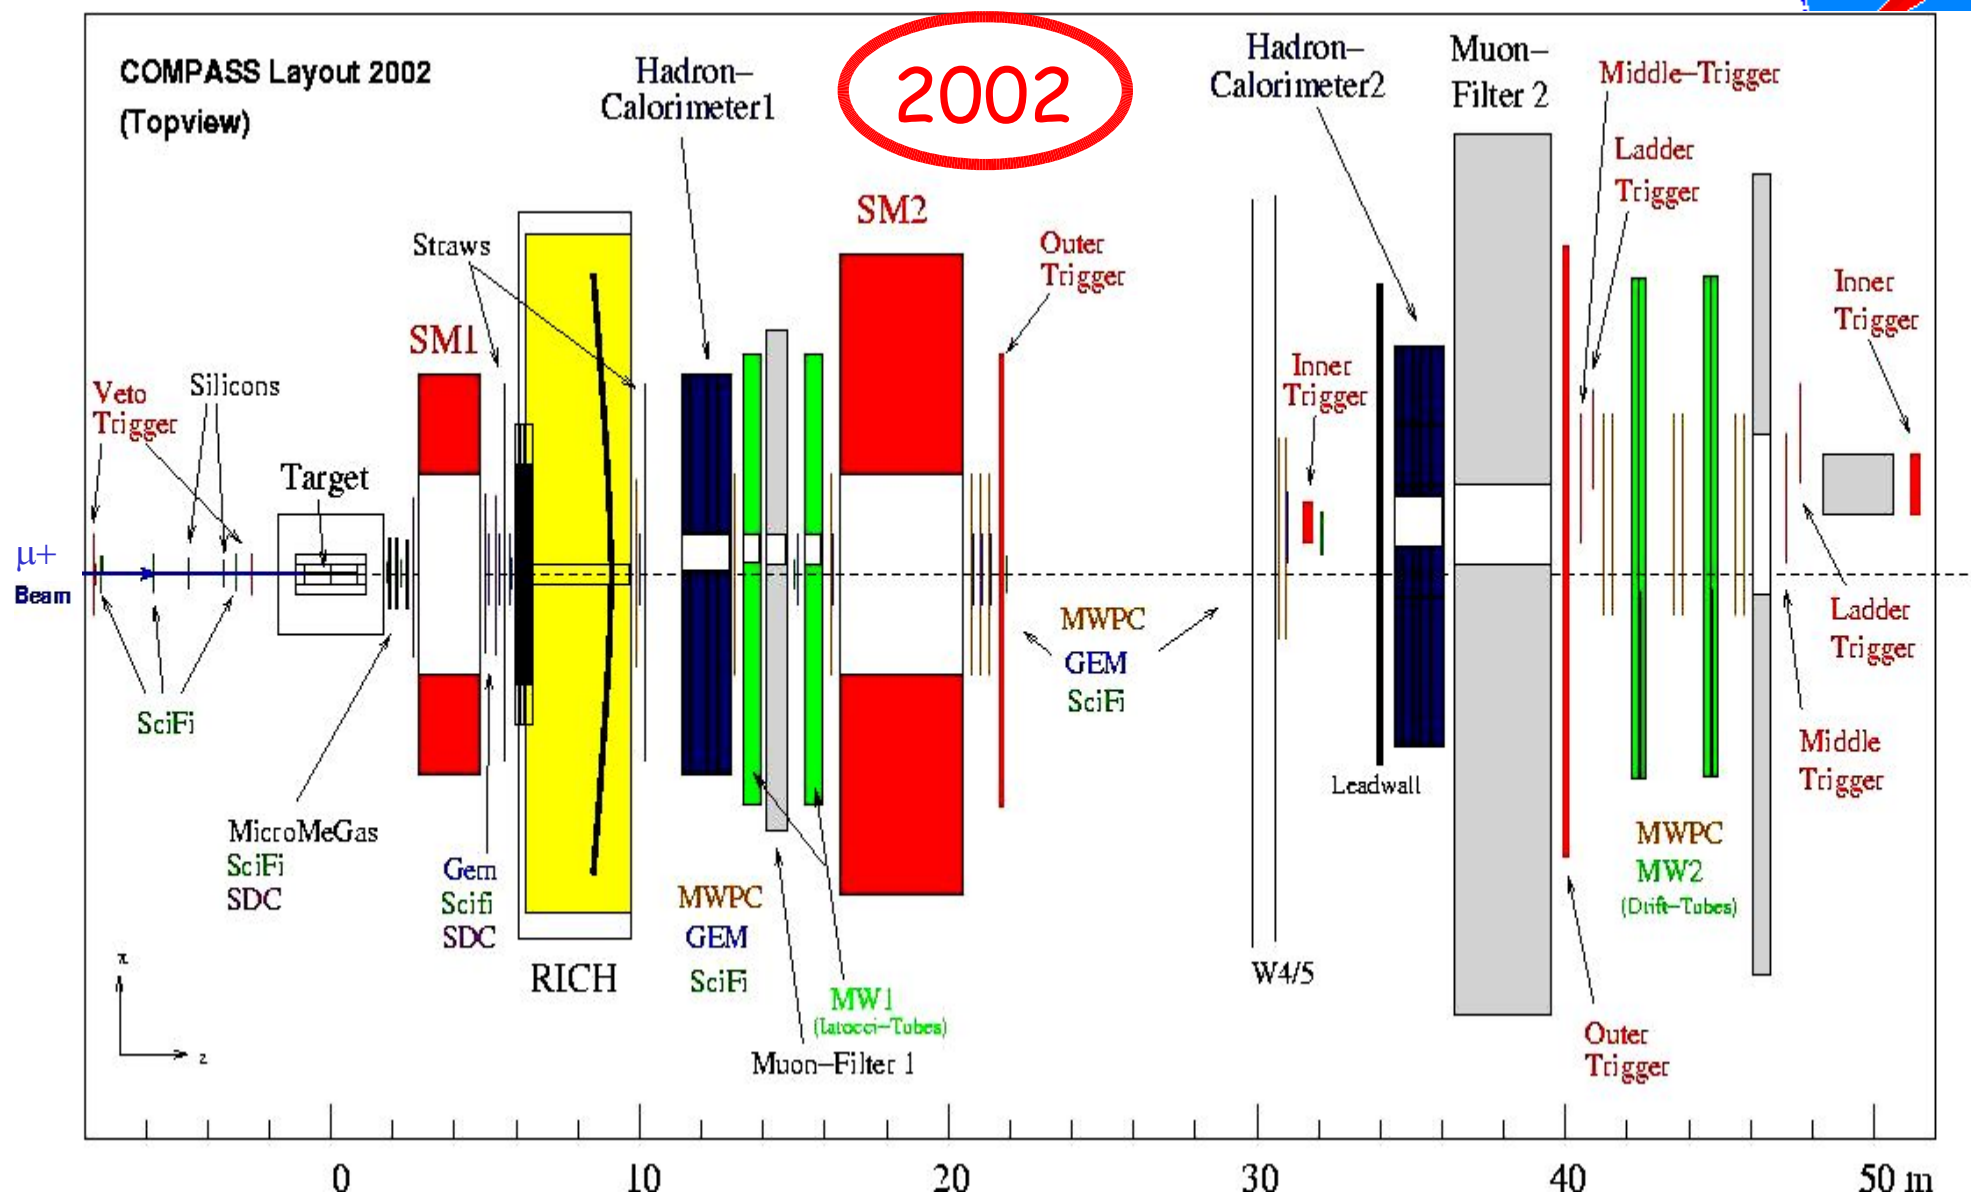 COMPASS Layout 2002
(Topview)
2002
Hadron-
Calorimeter1
Hadron-
Calorimeter2
Muon-
Filter 2
Middle-Trigger
Ladder
Trigger
SM2
Straws
Outer
Trigger
Inner
Trigger
SM1
Silicons
Veto
Trigger
Inner
Trigger
Target
μ+
Beam
MWPC
GEM
SciFi
Ladder
Trigger
SciFi
Middle
Trigger
Leadwall
MicroMeGas
SciFi
SDC
Gem
Scifi
SDC
MWPC
GEM
SciFi
MWPC
MW2
(Drift-Tubes)
RICH
W4/5
MW1
(Iarocci-Tubes)
Muon-Filter 1
Outer
Trigger
x
z
0 10 20 30 40 50 m